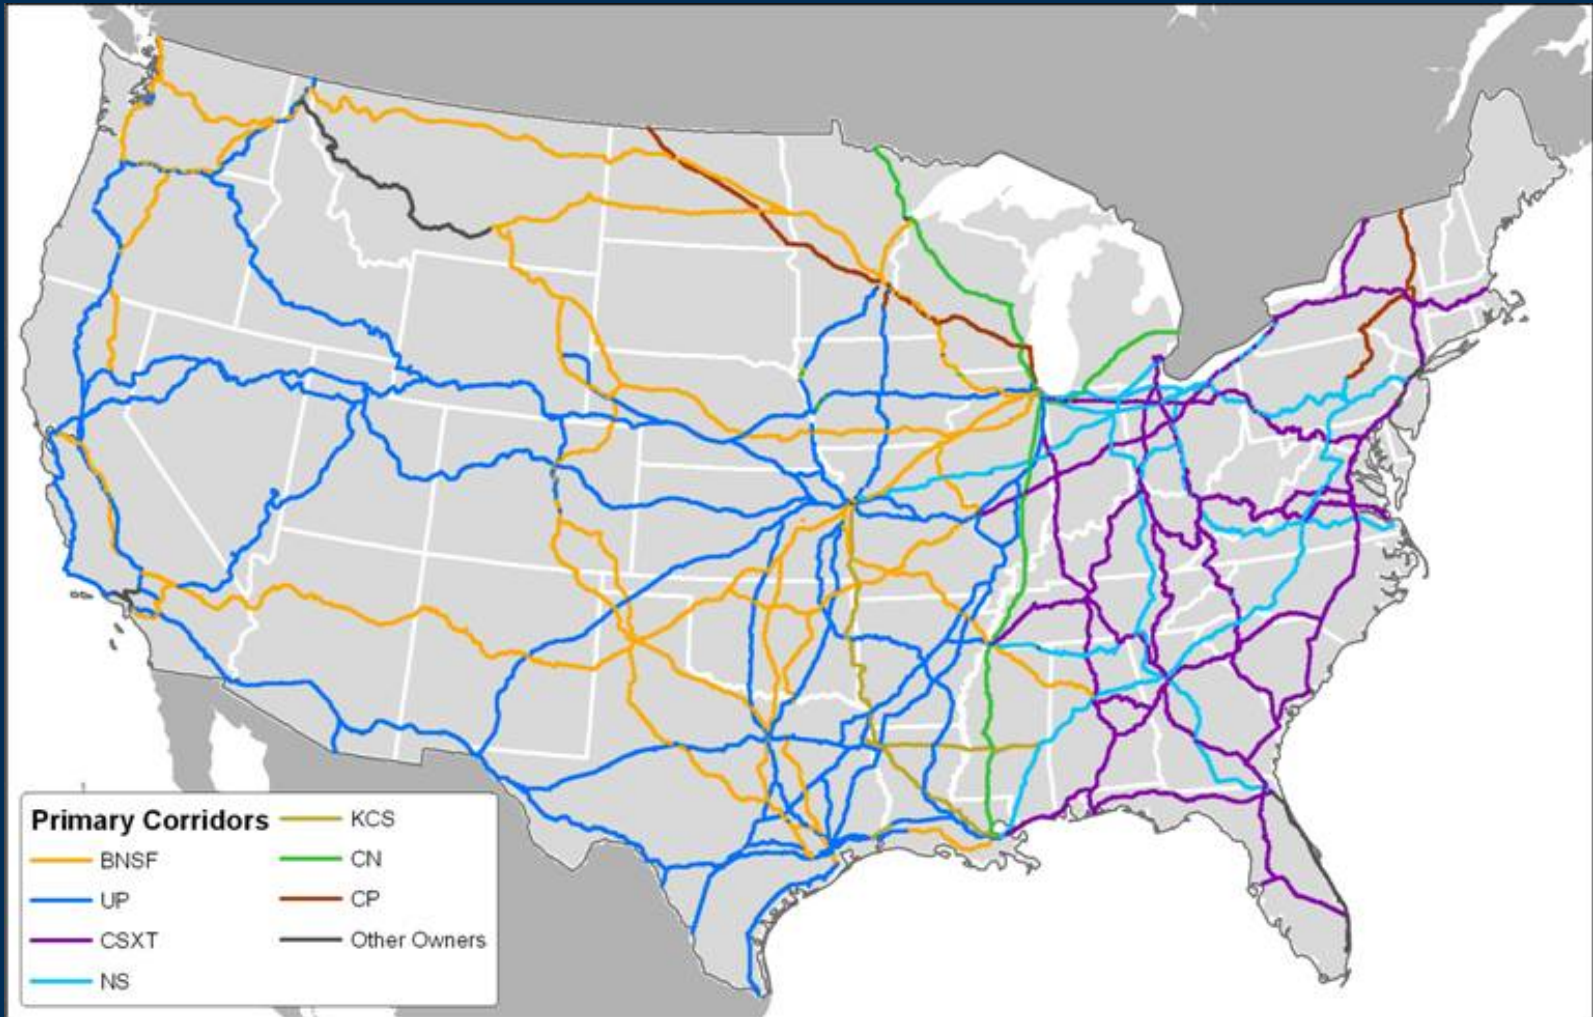 Primary Corridors
BNSF
UP
CSXT
NS
KCS
CN
CP
Other Owners